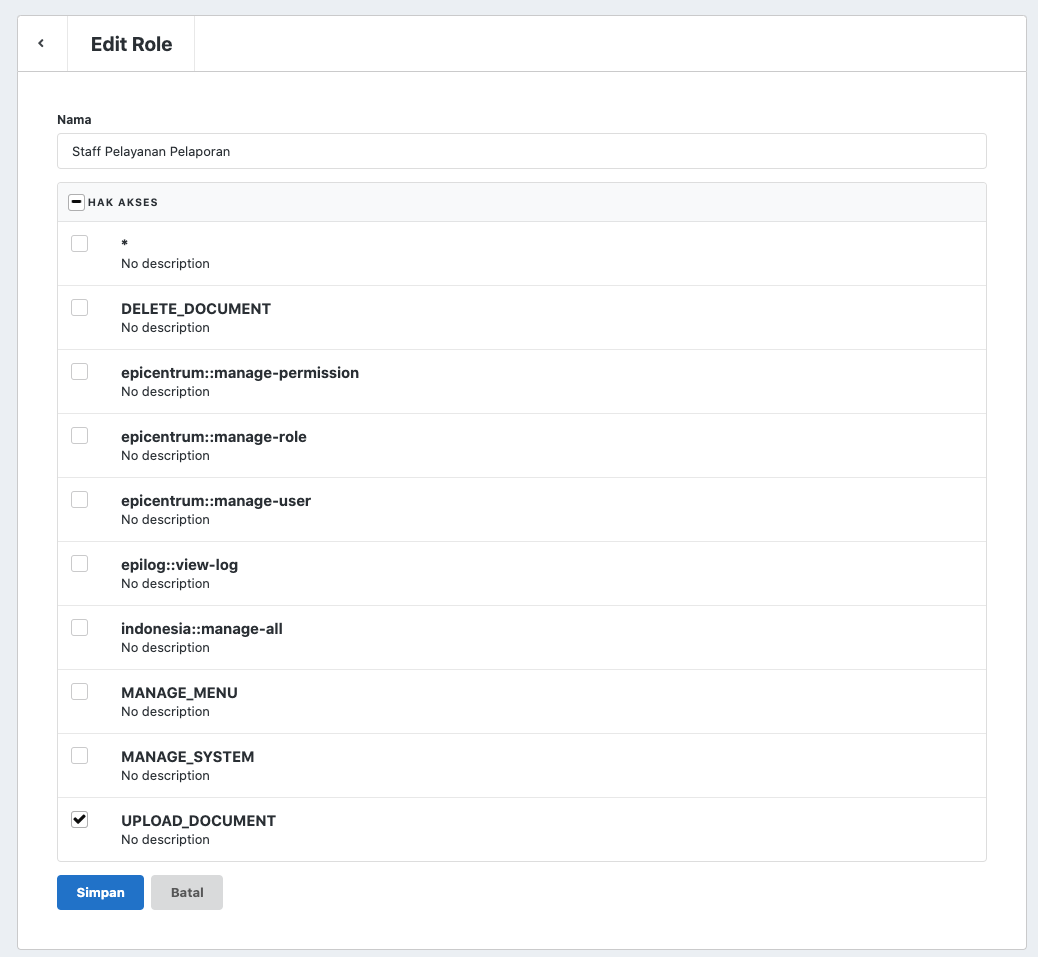 Edit Role
Nama
Staff Pelayanan Pelaporan
HAK AKSES
*
No description
DELETE_DOCUMENT
No description
epicentrum::manage-permission
No description
epicentrum::manage-role
No description
epicentrum::manage-user
No description
epilog::view-log
No description
indonesia::manage-all
No description
MANAGE_MENU
No description
MANAGE_SYSTEM
No description
UPLOAD_DOCUMENT
No description
Simpan Batal